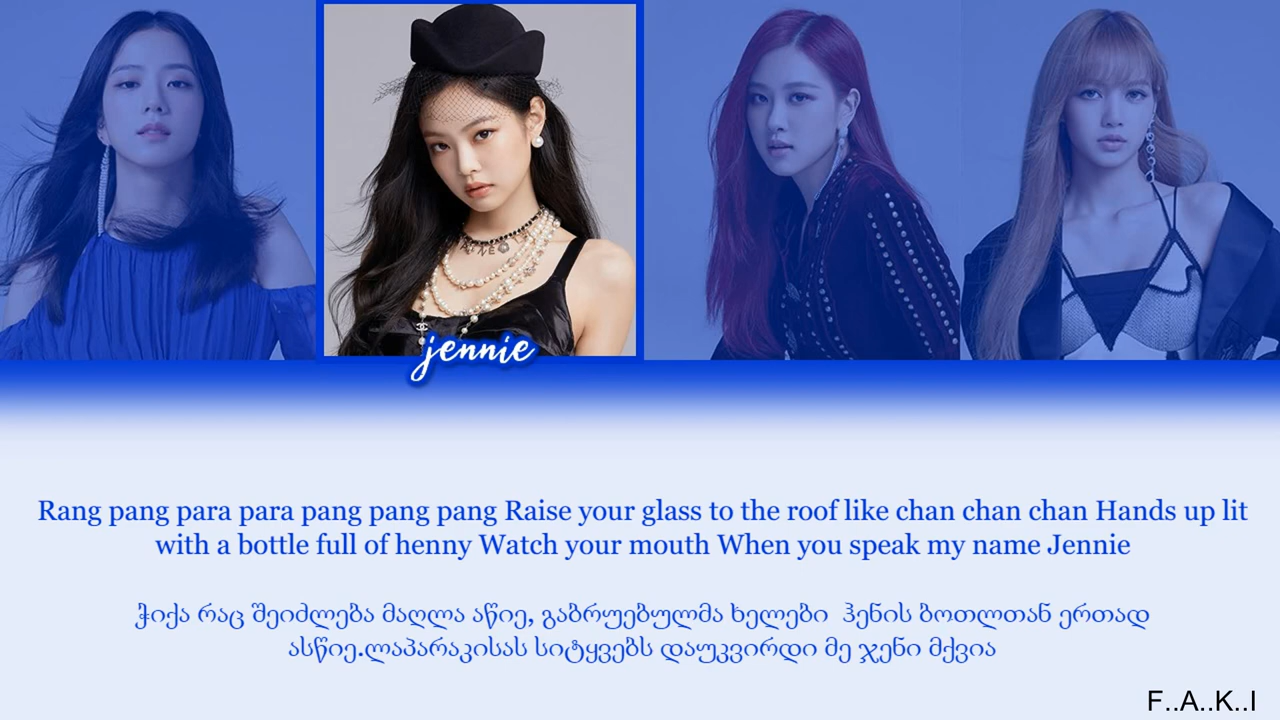 jennie
Rang pang para para pang pang pang Raise your glass to the roof like chan chan chan Hands up lit
with a bottle full of henny Watch your mouth When you speak my name Jennie
ჭიქა რაც შეიძლება მაღლა აწიე, გაბრუებულმა ხელები  ჰენის ბოთლთან ერთად
ასწიე.ლაპარაკისას სიტყვებს დაუკვირდი მე ჯენი მქვია
F..A..K..I